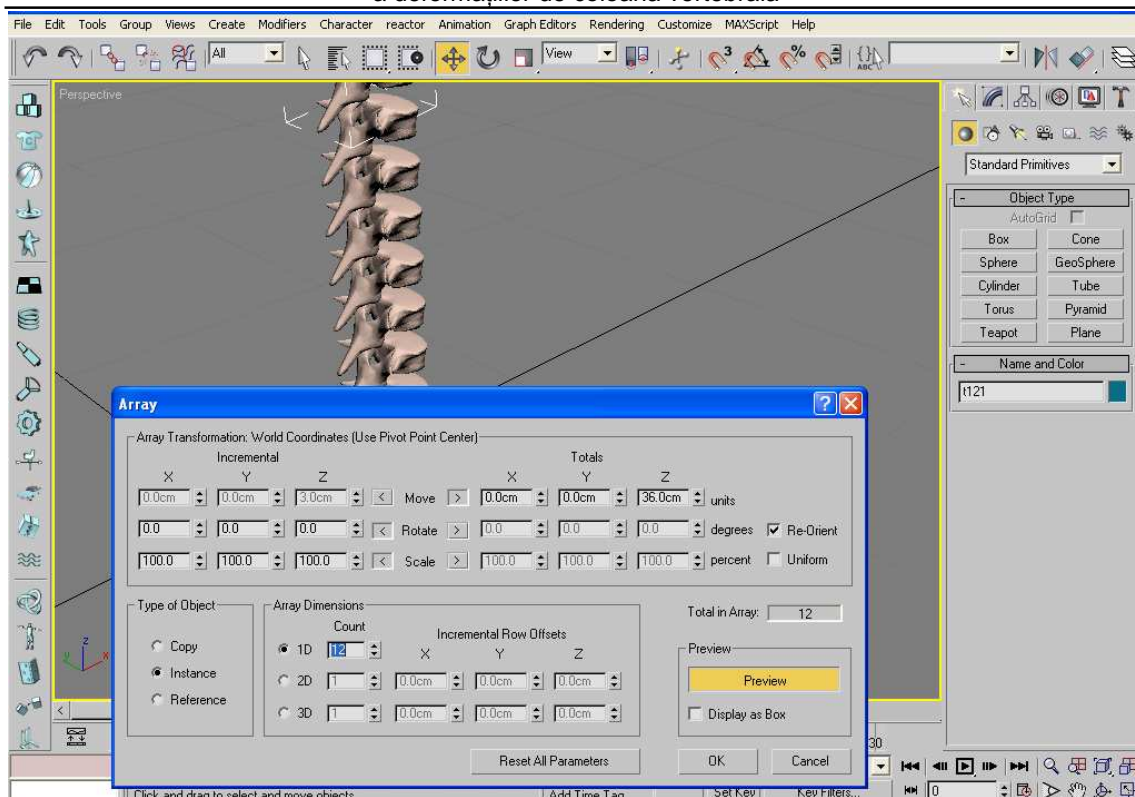 a deformațiilor de coloana vertebrală
File Edit Tools Group Views Create Modifiers Character reactor Animation Graph Editors Rendering Customize MAXScript Help
All View
Perspective
Standard Primitives
- Object Type
AutoGrid
Box Cone
Sphere GeoSphere
Cylinder Tube
Torus Pyramid
Teapot Plane
- Name and Color
t121
Array
Array Transformation: World Coordinates (Use Pivot Point Center)
Incremental Totals
X Y Z X Y Z
0.0cm 0.0cm 3.0cm < Move > 0.0cm 0.0cm 36.0cm units
0.0 0.0 0.0 < Rotate > 0.0 0.0 0.0 degrees Re-Orient
100.0 100.0 100.0 < Scale > 100.0 100.0 100.0 percent Uniform
Type of Object
Copy
Instance
Reference
Array Dimensions
Count Incremental Row Offsets
1D 12 X Y Z
2D 1 0.0cm 0.0cm 0.0cm
3D 1 0.0cm 0.0cm 0.0cm
Total in Array: 12
Preview
Preview
Display as Box
Reset All Parameters OK Cancel
z
y x
<
30
0
Click and drag to select and move objects Add Time Tag Set Key Key Filters...